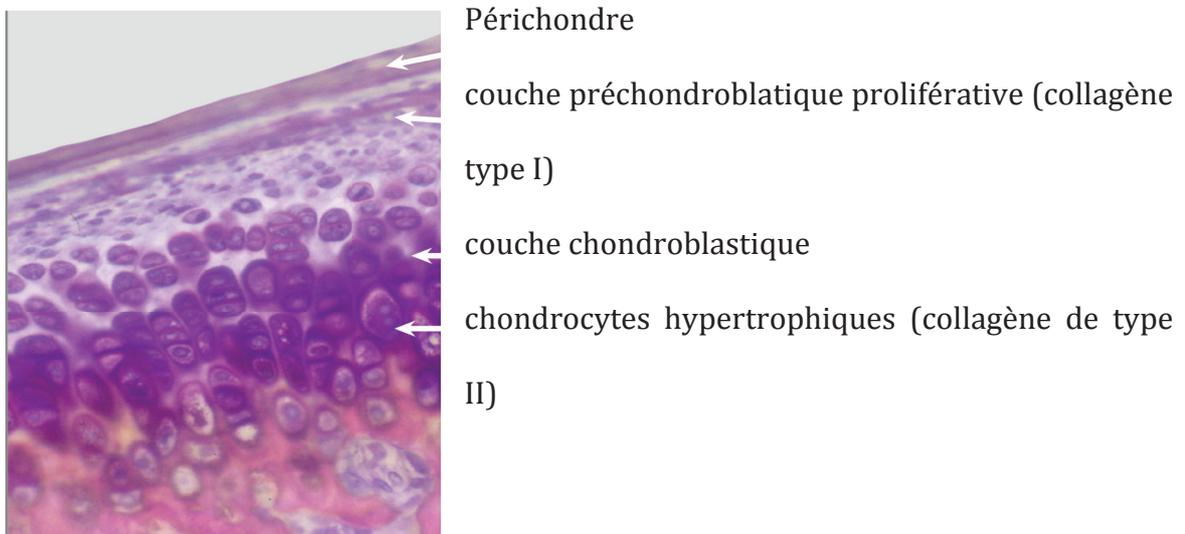 Périchondre
couche préchondroblatique proliférative (collagène
type I)
couche chondroblastique
chondrocytes hypertrophiques (collagène de type
II)